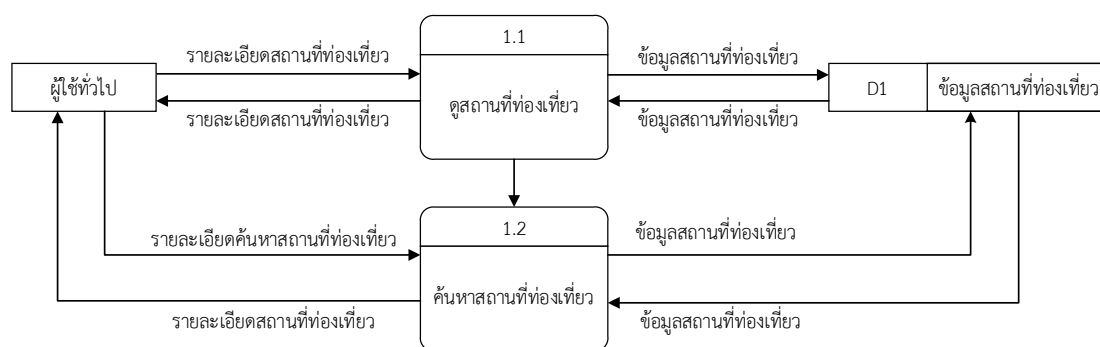 1.1
รายละเอียดสถานที่ท่องเที่ยว
ข้อมูลสถานที่ท่องเที่ยว
ผู้ใช้ทั่วไป
D1
ข้อมูลสถานที่ท่องเที่ยว
ดูสถานที่ท่องเที่ยว
รายละเอียดสถานที่ท่องเที่ยว
ข้อมูลสถานที่ท่องเที่ยว
1.2
รายละเอียดค้นหาสถานที่ท่องเที่ยว
ข้อมูลสถานที่ท่องเที่ยว
ค้นหาสถานที่ท่องเที่ยว
รายละเอียดสถานที่ท่องเที่ยว
ข้อมูลสถานที่ท่องเที่ยว